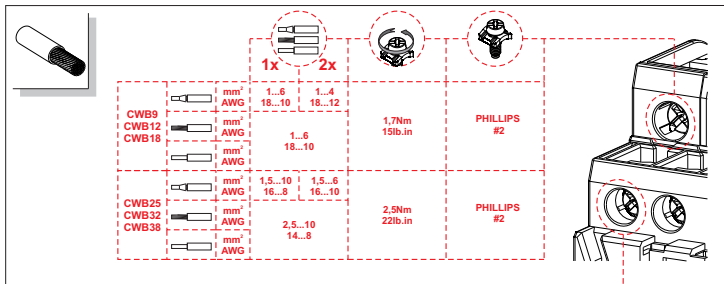 1x 2x
CWB9
CWB12
CWB18
mm²
AWG
1...6
18...10
1...4
18...12
mm²
AWG
1...6
18...10
mm²
AWG
1,7Nm
15lb.in
PHILLIPS
#2
CWB25
CWB32
CWB38
mm²
AWG
1,5...10
16...8
1,5...6
16...10
mm²
AWG
2,5...10
14...8
mm²
AWG
2,5Nm
22lb.in
PHILLIPS
#2